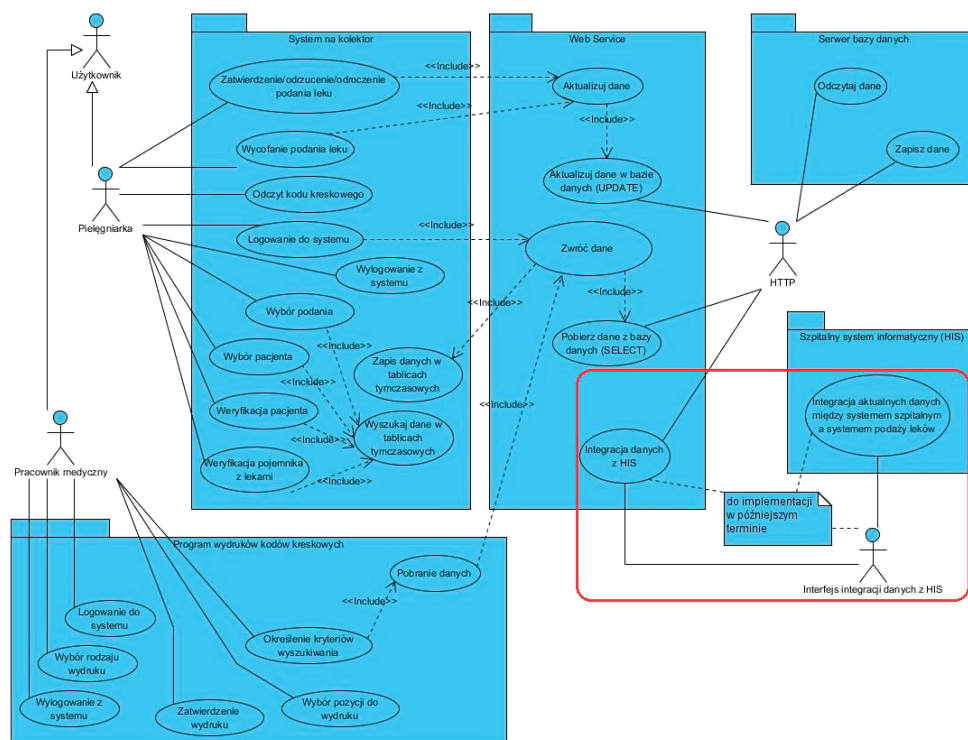 System na kolektor
Web Service
Serwer bazy danych
Użytkownik
Zatwierdzenie/odrzucenie/odroczenie
podania leku
<<Include>>
Aktualizuj dane
Odczytaj dane
<<Include>>
<<Include>>
Wycofanie podania leku
Zapisz dane
Odczyt kodu kreskowego
Aktualizuj dane w bazie
danych (UPDATE)
Pielęgniarka
Logowanie do systemu
<<Include>>
Zwróć dane
HTTP
Wylogowanie z
systemu
<<Include>>
<<Include>>
Wybór podania
Pobierz dane z bazy
danych (SELECT)
Szpitalny system informatyczny (HIS)
Wybór pacjenta
Zapis danych w
tablicach
tymczasowych
<<Include>>
Weryfikacja pacjenta
<<Include>>
Wyszukaj dane w
tablicach
tymczasowych
<<Include>>
Integracja aktualnych danych
między systemem szpitalnym
a systemem podaży leków
Weryfikacja pojemnika
z lekami
<<Include>>
Integracja danych
z HIS
Pracownik medyczny
do implementacji
w późniejszym
terminie
Interfejs integracji danych z HIS
Program wydruków kodów kreskowych
<<Include>>
Pobranie danych
<<Include>>
Logowanie do
systemu
Określenie kryteriów
wyszukiwania
Wybór rodzaju
wydruku
Wylogowanie z
systemu
Zatwierdzenie
wydruku
Wybór pozycji do
wydruku